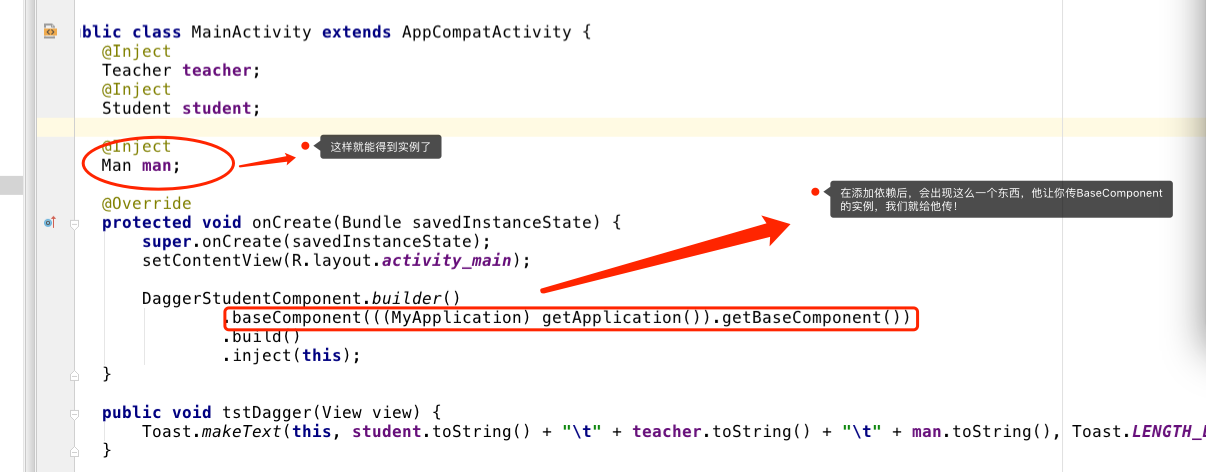 blic class MainActivity extends AppCompatActivity {
@Inject
Teacher teacher;
@Inject
Student student;
@Inject
Man man;
这样就能得到实例了
在添加依赖后，会出现这么一个东西，他让你传BaseComponent
的实例，我们就给他传！
@Override
protected void onCreate(Bundle savedInstanceState) {
super.onCreate(savedInstanceState);
setContentView(R.layout.activity_main);
DaggerStudentComponent.builder()
.baseComponent(((MyApplication) getApplication()).getBaseComponent())
.build()
.inject(this);
}
public void tstDagger(View view) {
Toast.makeText(this, student.toString() + "\t" + teacher.toString() + "\t" + man.toString(), Toast.LENGTH_
}